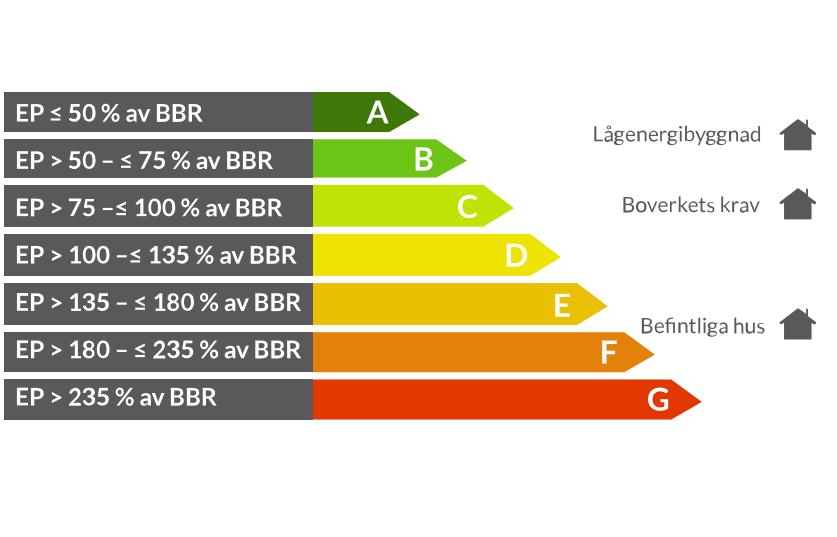 EP ≤ 50 % av BBR A
EP > 50 – ≤ 75 % av BBR B
Lågenergibyggnad
EP > 75 –≤ 100 % av BBR C
Boverkets krav
EP > 100 –≤ 135 % av BBR D
EP > 135 – ≤ 180 % av BBR E
Befintliga hus
EP > 180 – ≤ 235 % av BBR F
EP > 235 % av BBR G